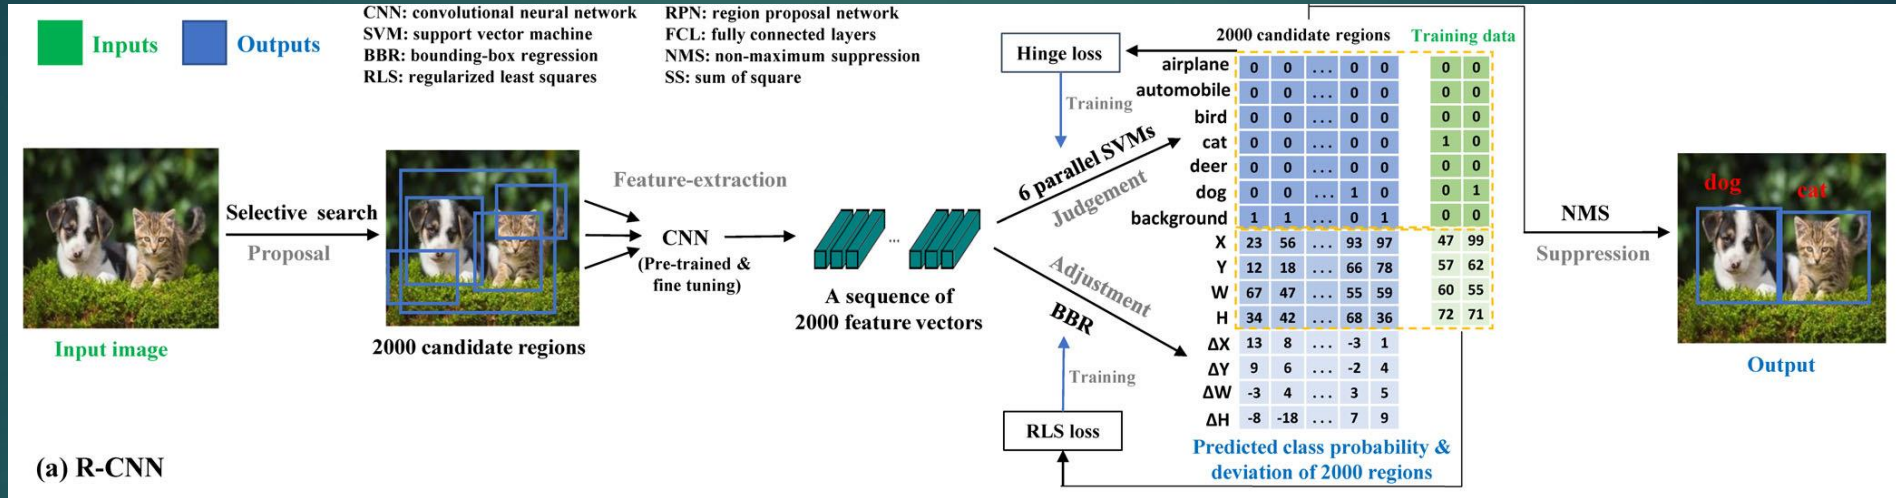 Inputs
Outputs
CNN: convolutional neural network
SVM: support vector machine
BBR: bounding-box regression
RLS: regularized least squares
RPN: region proposal network
FCL: fully connected layers
NMS: non-maximum suppression
SS: sum of square
Input image
Selective search
Proposal
2000 candidate regions
Feature-extraction
CNN
(Pre-trained &
fine tuning)
...
A sequence of
2000 feature vectors
Hinge loss
Training
6 parallel SVMs
Judgement
Adjustment
BBR
Training
RLS loss
2000 candidate regions Training data
airplane 0 0 ... 0 0 0 0
automobile 0 0 ... 0 0 0 0
bird 0 0 ... 0 0 0 0
cat 0 0 ... 0 0 1 0
deer 0 0 ... 0 0 0 0
dog 0 0 ... 1 0 0 1
background 1 1 ... 0 1 0 0
X 23 56 ... 93 97 47 99
Y 12 18 ... 66 78 57 62
W 67 47 ... 55 59 60 55
H 34 42 ... 68 36 72 71
ΔX 13 8 ... -3 1
ΔY 9 6 ... -2 4
ΔW -3 4 ... 3 5
ΔH -8 -18 ... 7 9
Predicted class probability &
deviation of 2000 regions
NMS
Suppression
dog
cat
Output
(a) R-CNN